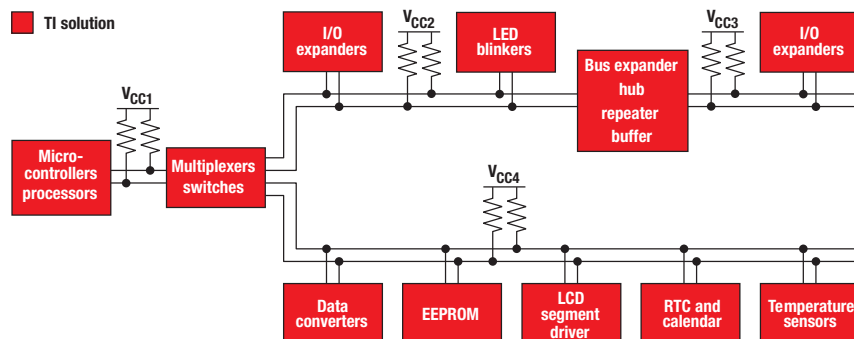 TI solution
I/O
expanders
VCC2
LED
blinkers
Bus expander
hub
repeater
buffer
VCC3
I/O
expanders
VCC1
Micro-
controllers
processors
Multiplexers
switches
VCC4
Data
converters
EEPROM
LCD
segment
driver
RTC and
calendar
Temperature
sensors